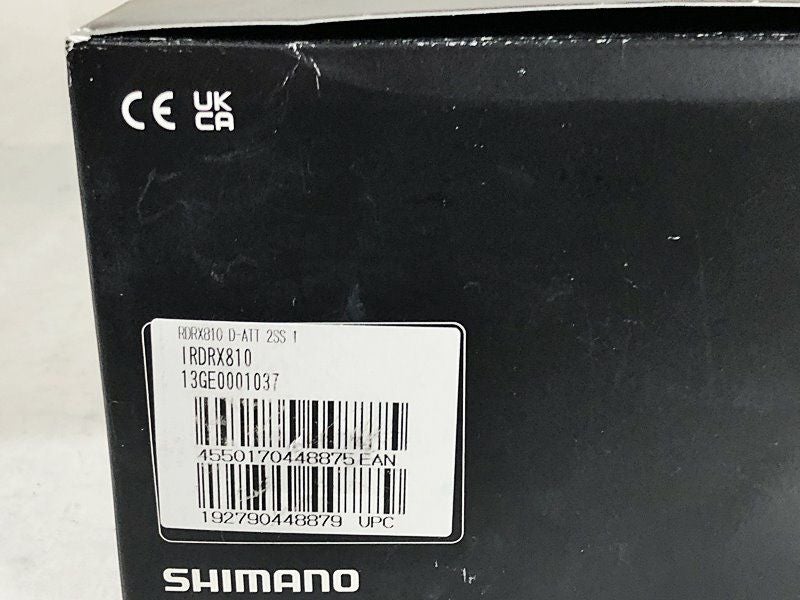 CE UK
CA
RDRX810 D-ATT 2SS 1
IRDRX810
13GE0001037
4550170448875 EAN
192790448879 UPC
SHIMANO